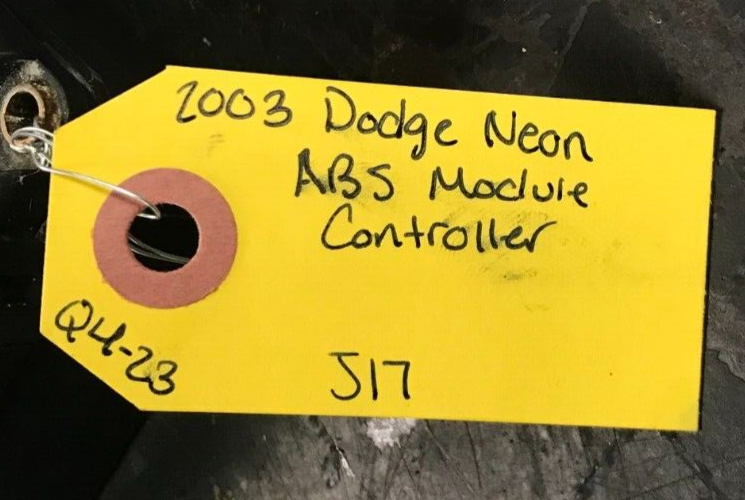 2003 Dodge Neon
ABS Module
Controller
Q4-23
J17